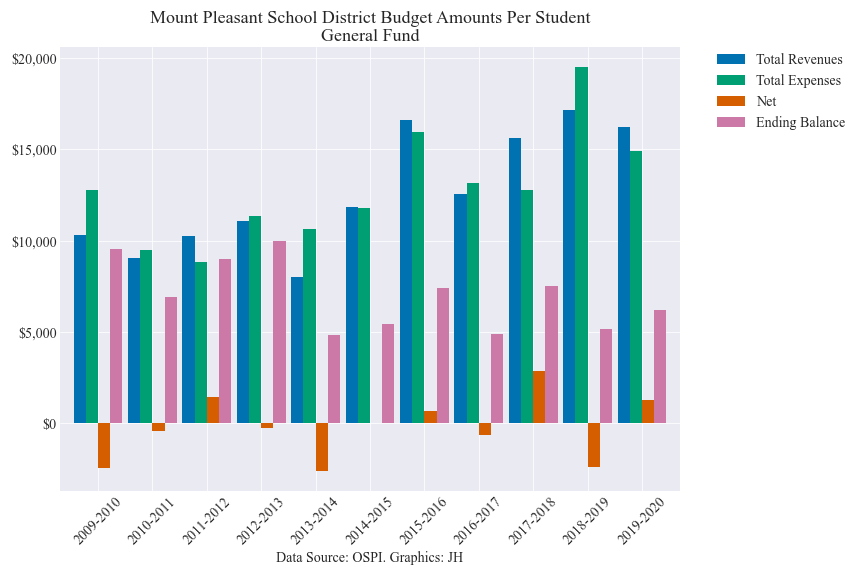 Mount Pleasant School District Budget Amounts Per Student
General Fund
Total Revenues
Total Expenses
Net
Ending Balance
$20,000
$15,000
$10,000
$5,000
$0
2009-2010
2010-2011
2011-2012
2012-2013
2013-2014
2014-2015
2015-2016
2016-2017
2017-2018
2018-2019
2019-2020
Data Source: OSPI. Graphics: JH